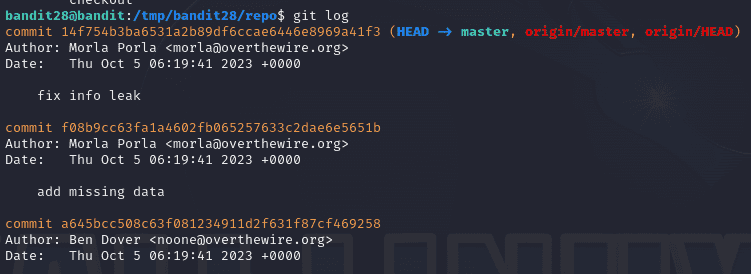 checkout
bandit28@bandit:/tmp/bandit28/repo$ git log
commit 14f754b3ba6531a2b89df6ccae6446e8969a41f3 (HEAD → master, origin/master, origin/HEAD)
Author: Morla Porla <morla@overthewire.org>
Date:   Thu Oct 5 06:19:41 2023 +0000
fix info leak
commit f08b9cc63fa1a4602fb065257633c2dae6e5651b
Author: Morla Porla <morla@overthewire.org>
Date:   Thu Oct 5 06:19:41 2023 +0000
add missing data
commit a645bcc508c63f081234911d2f631f87cf469258
Author: Ben Dover <noone@overthewire.org>
Date:   Thu Oct 5 06:19:41 2023 +0000